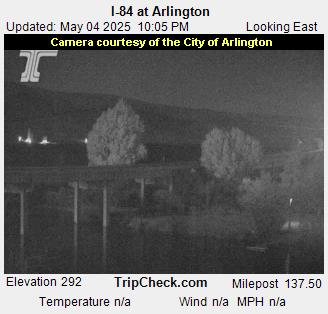 I-84 at Arlington
Updated: May 04 2025 10:05 PM Looking East
Camera courtesy of the City of Arlington
Elevation 292 TripCheck.com Milepost 137.50
Temperature n/a Wind n/a MPH n/a